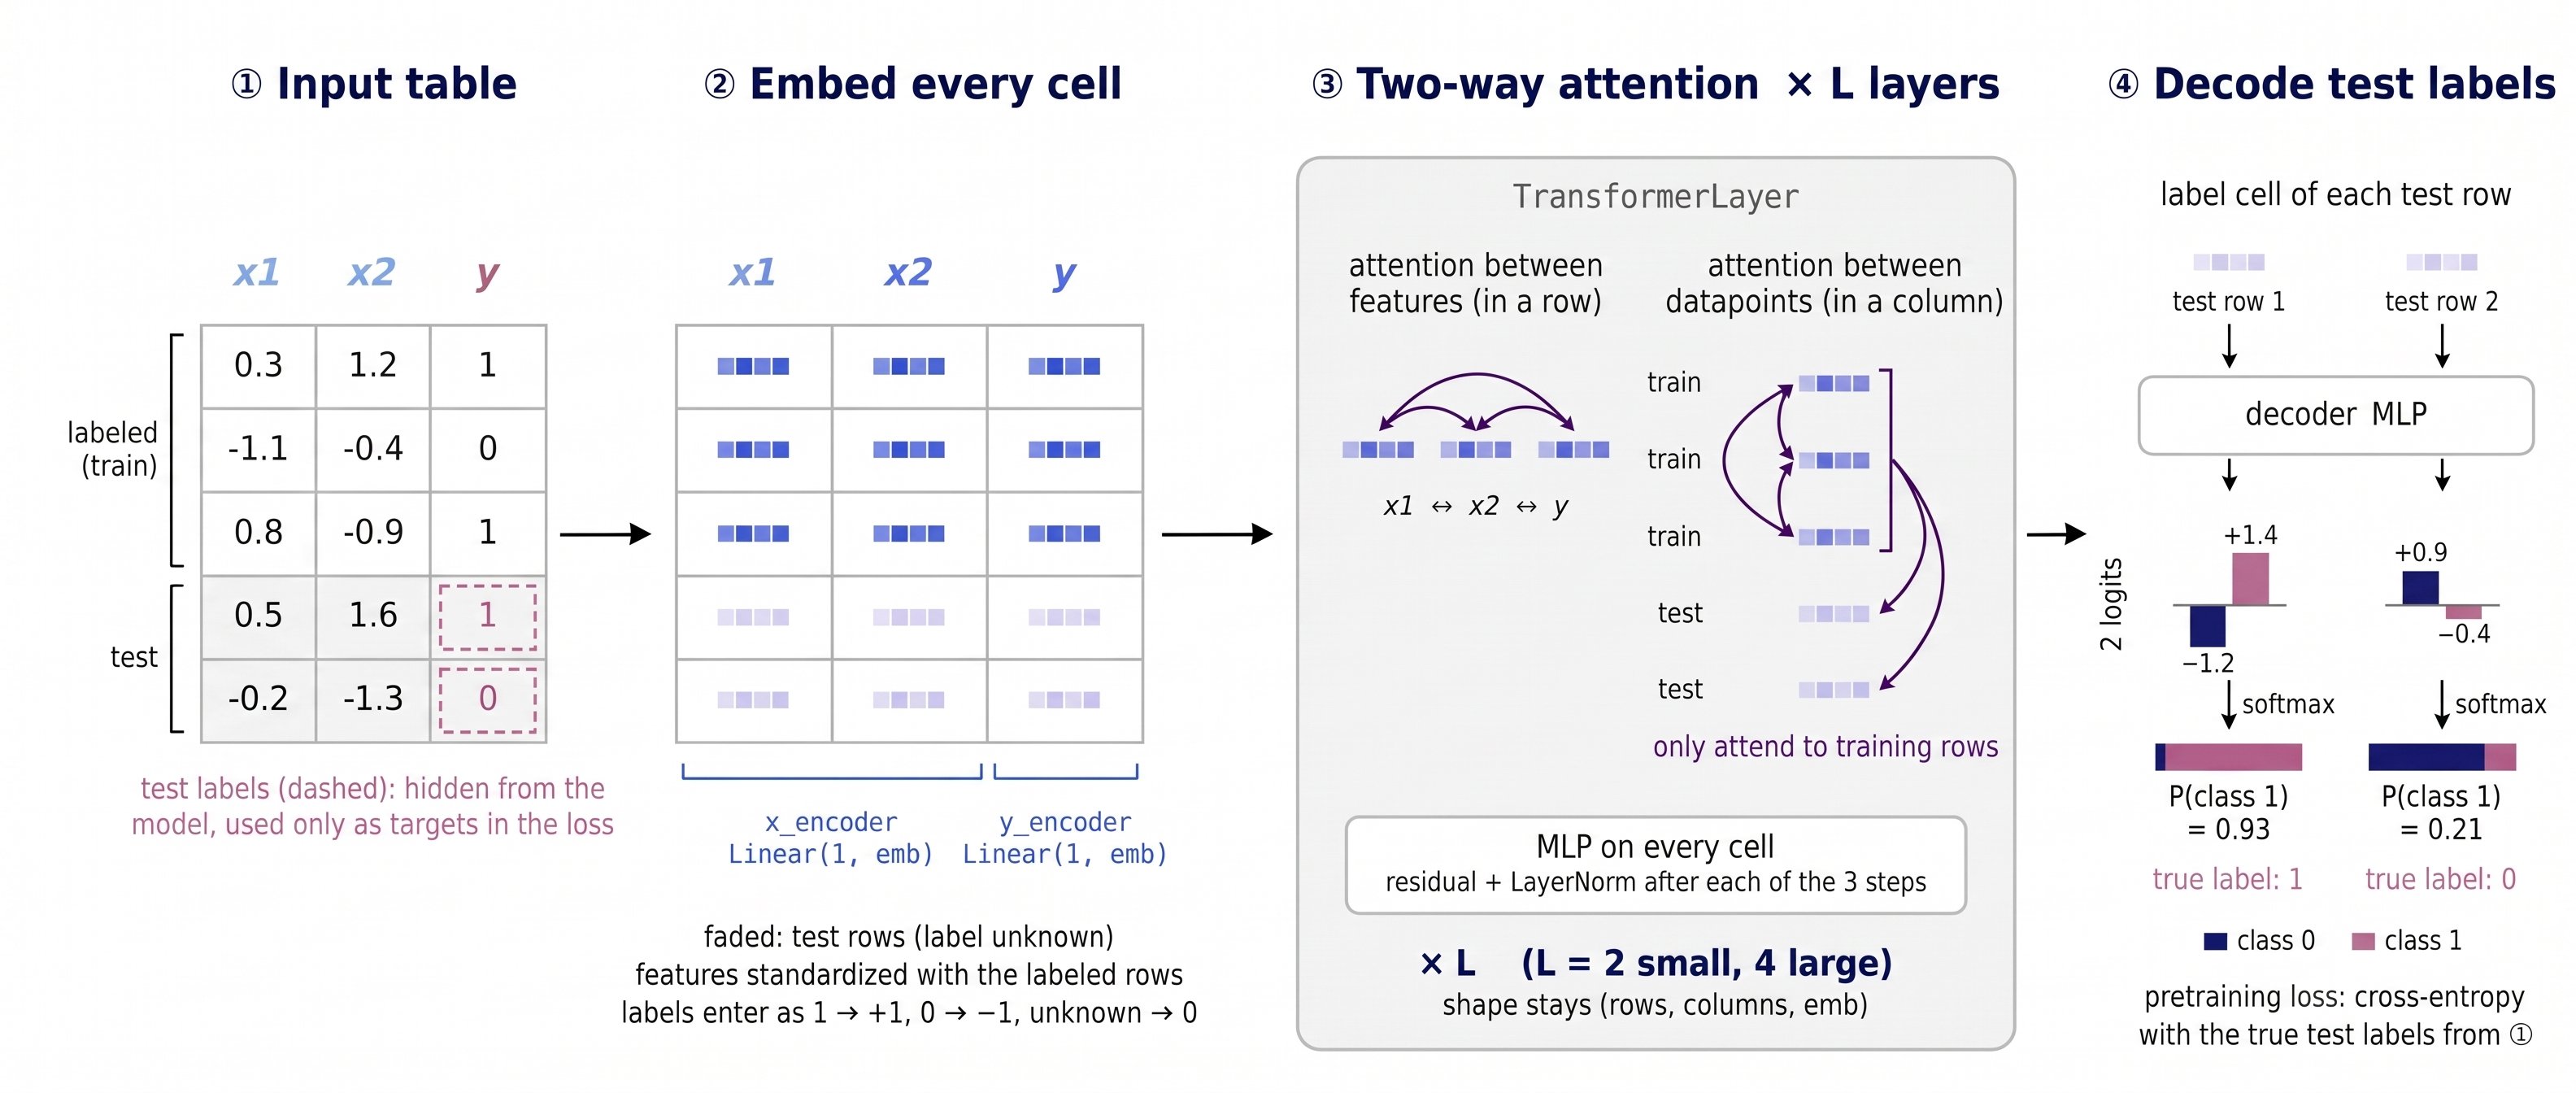 ① Input table
x1 x2 y
labeled
(train)
0.3 1.2 1
-1.1 -0.4 0
0.8 -0.9 1
test
0.5 1.6 1
-0.2 -1.3 0
test labels (dashed): hidden from the
model, used only as targets in the loss
② Embed every cell
x1 x2 y
x_encoder
Linear(1, emb)
y_encoder
Linear(1, emb)
faded: test rows (label unknown)
features standardized with the labeled rows
labels enter as 1 → +1, 0 → −1, unknown → 0
③ Two-way attention × L layers
TransformerLayer
attention between
features (in a row)
x1 ↔ x2 ↔ y
attention between
datapoints (in a column)
train
train
train
test
test
only attend to training rows
MLP on every cell
residual + LayerNorm after each of the 3 steps
× L (L = 2 small, 4 large)
shape stays (rows, columns, emb)
④ Decode test labels
label cell of each test row
test row 1 test row 2
decoder MLP
2 logits
+1.4
−1.2
+0.9
−0.4
softmax softmax
P(class 1)
= 0.93
P(class 1)
= 0.21
true label: 1 true label: 0
class 0 class 1
pretraining loss: cross-entropy
with the true test labels from ①